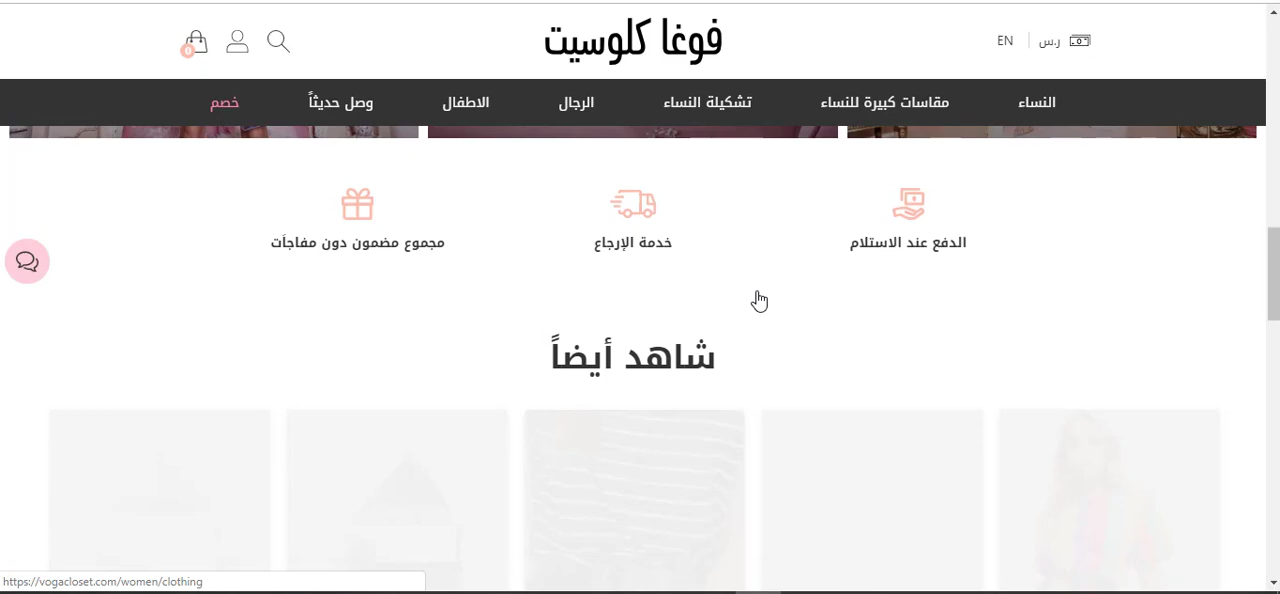 فوغا كلوسيت
ر.س
EN
0
النساء
مقاسات كبيرة للنساء
تشكيلة النساء
الرجال
الاطفال
وصل حديثاً
خصم
الدفع عند الاستلام
خدمة الإرجاع
مجموع مضمون دون مفاجآت
شاهد أيضاً
https://vogacloset.com/women/clothing